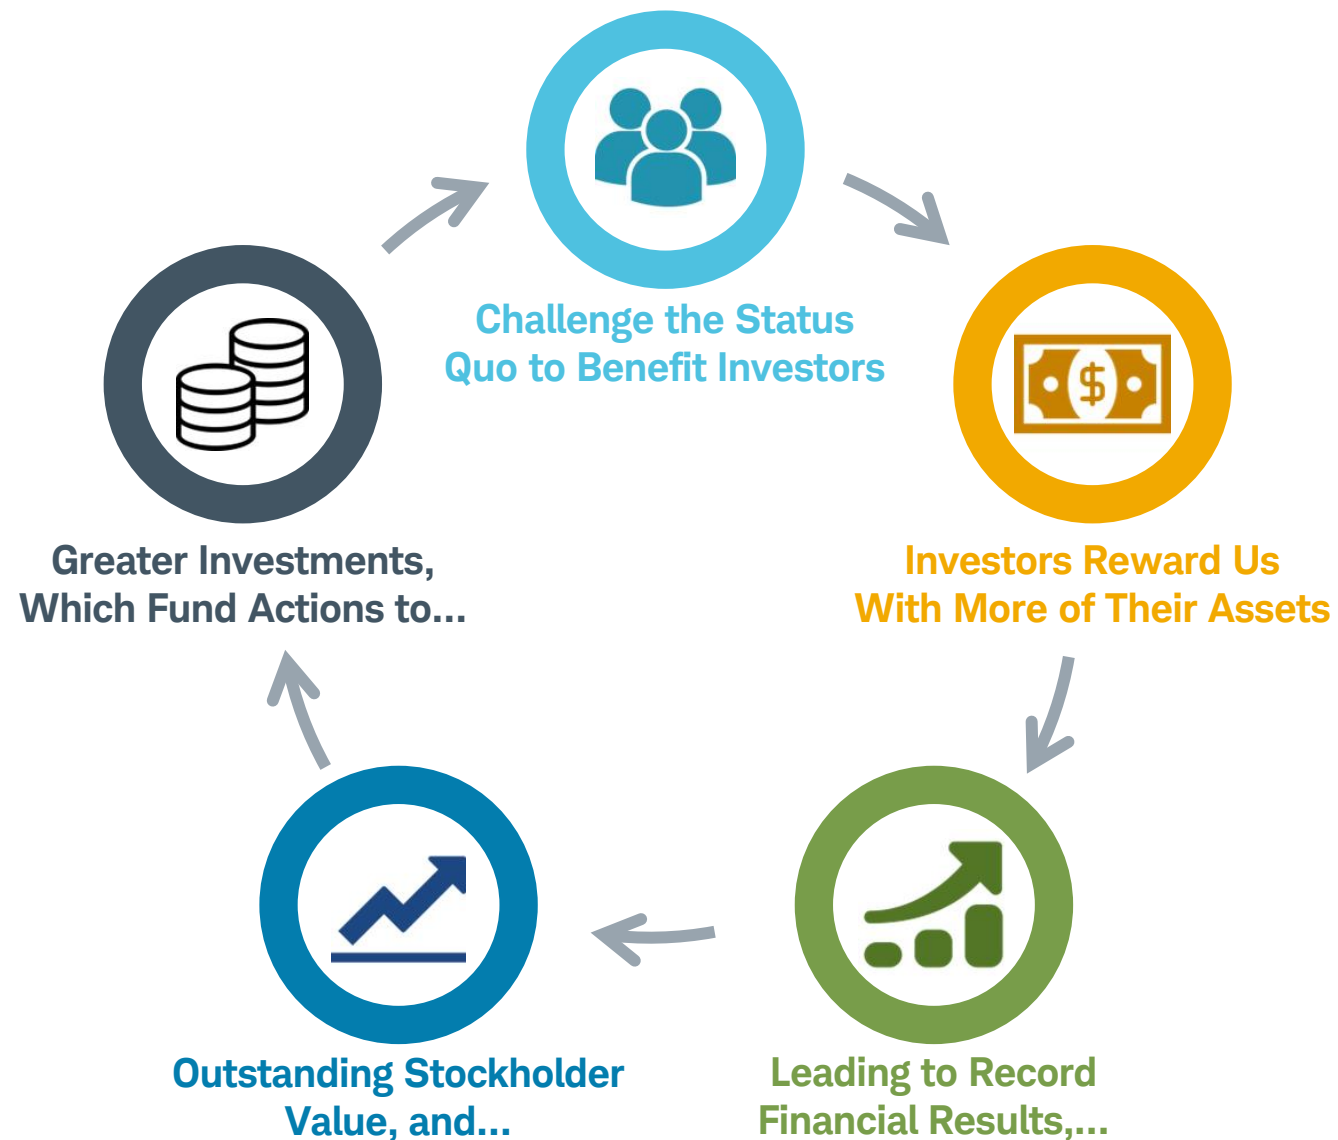 Challenge the Status
Quo to Benefit Investors
$
Investors Reward Us
With More of Their Assets
Leading to Record
Financial Results,...
Outstanding Stockholder
Value, and...
Greater Investments,
Which Fund Actions to...